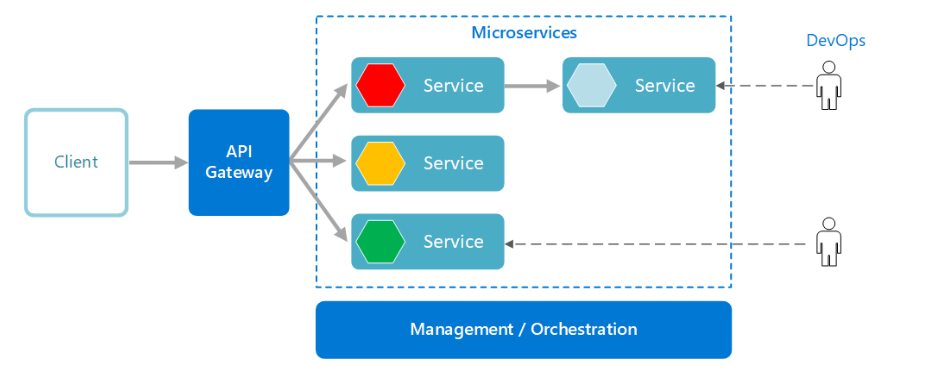 Microservices
DevOps
Service
Service
Client
API
Gateway
Service
Service
Management / Orchestration